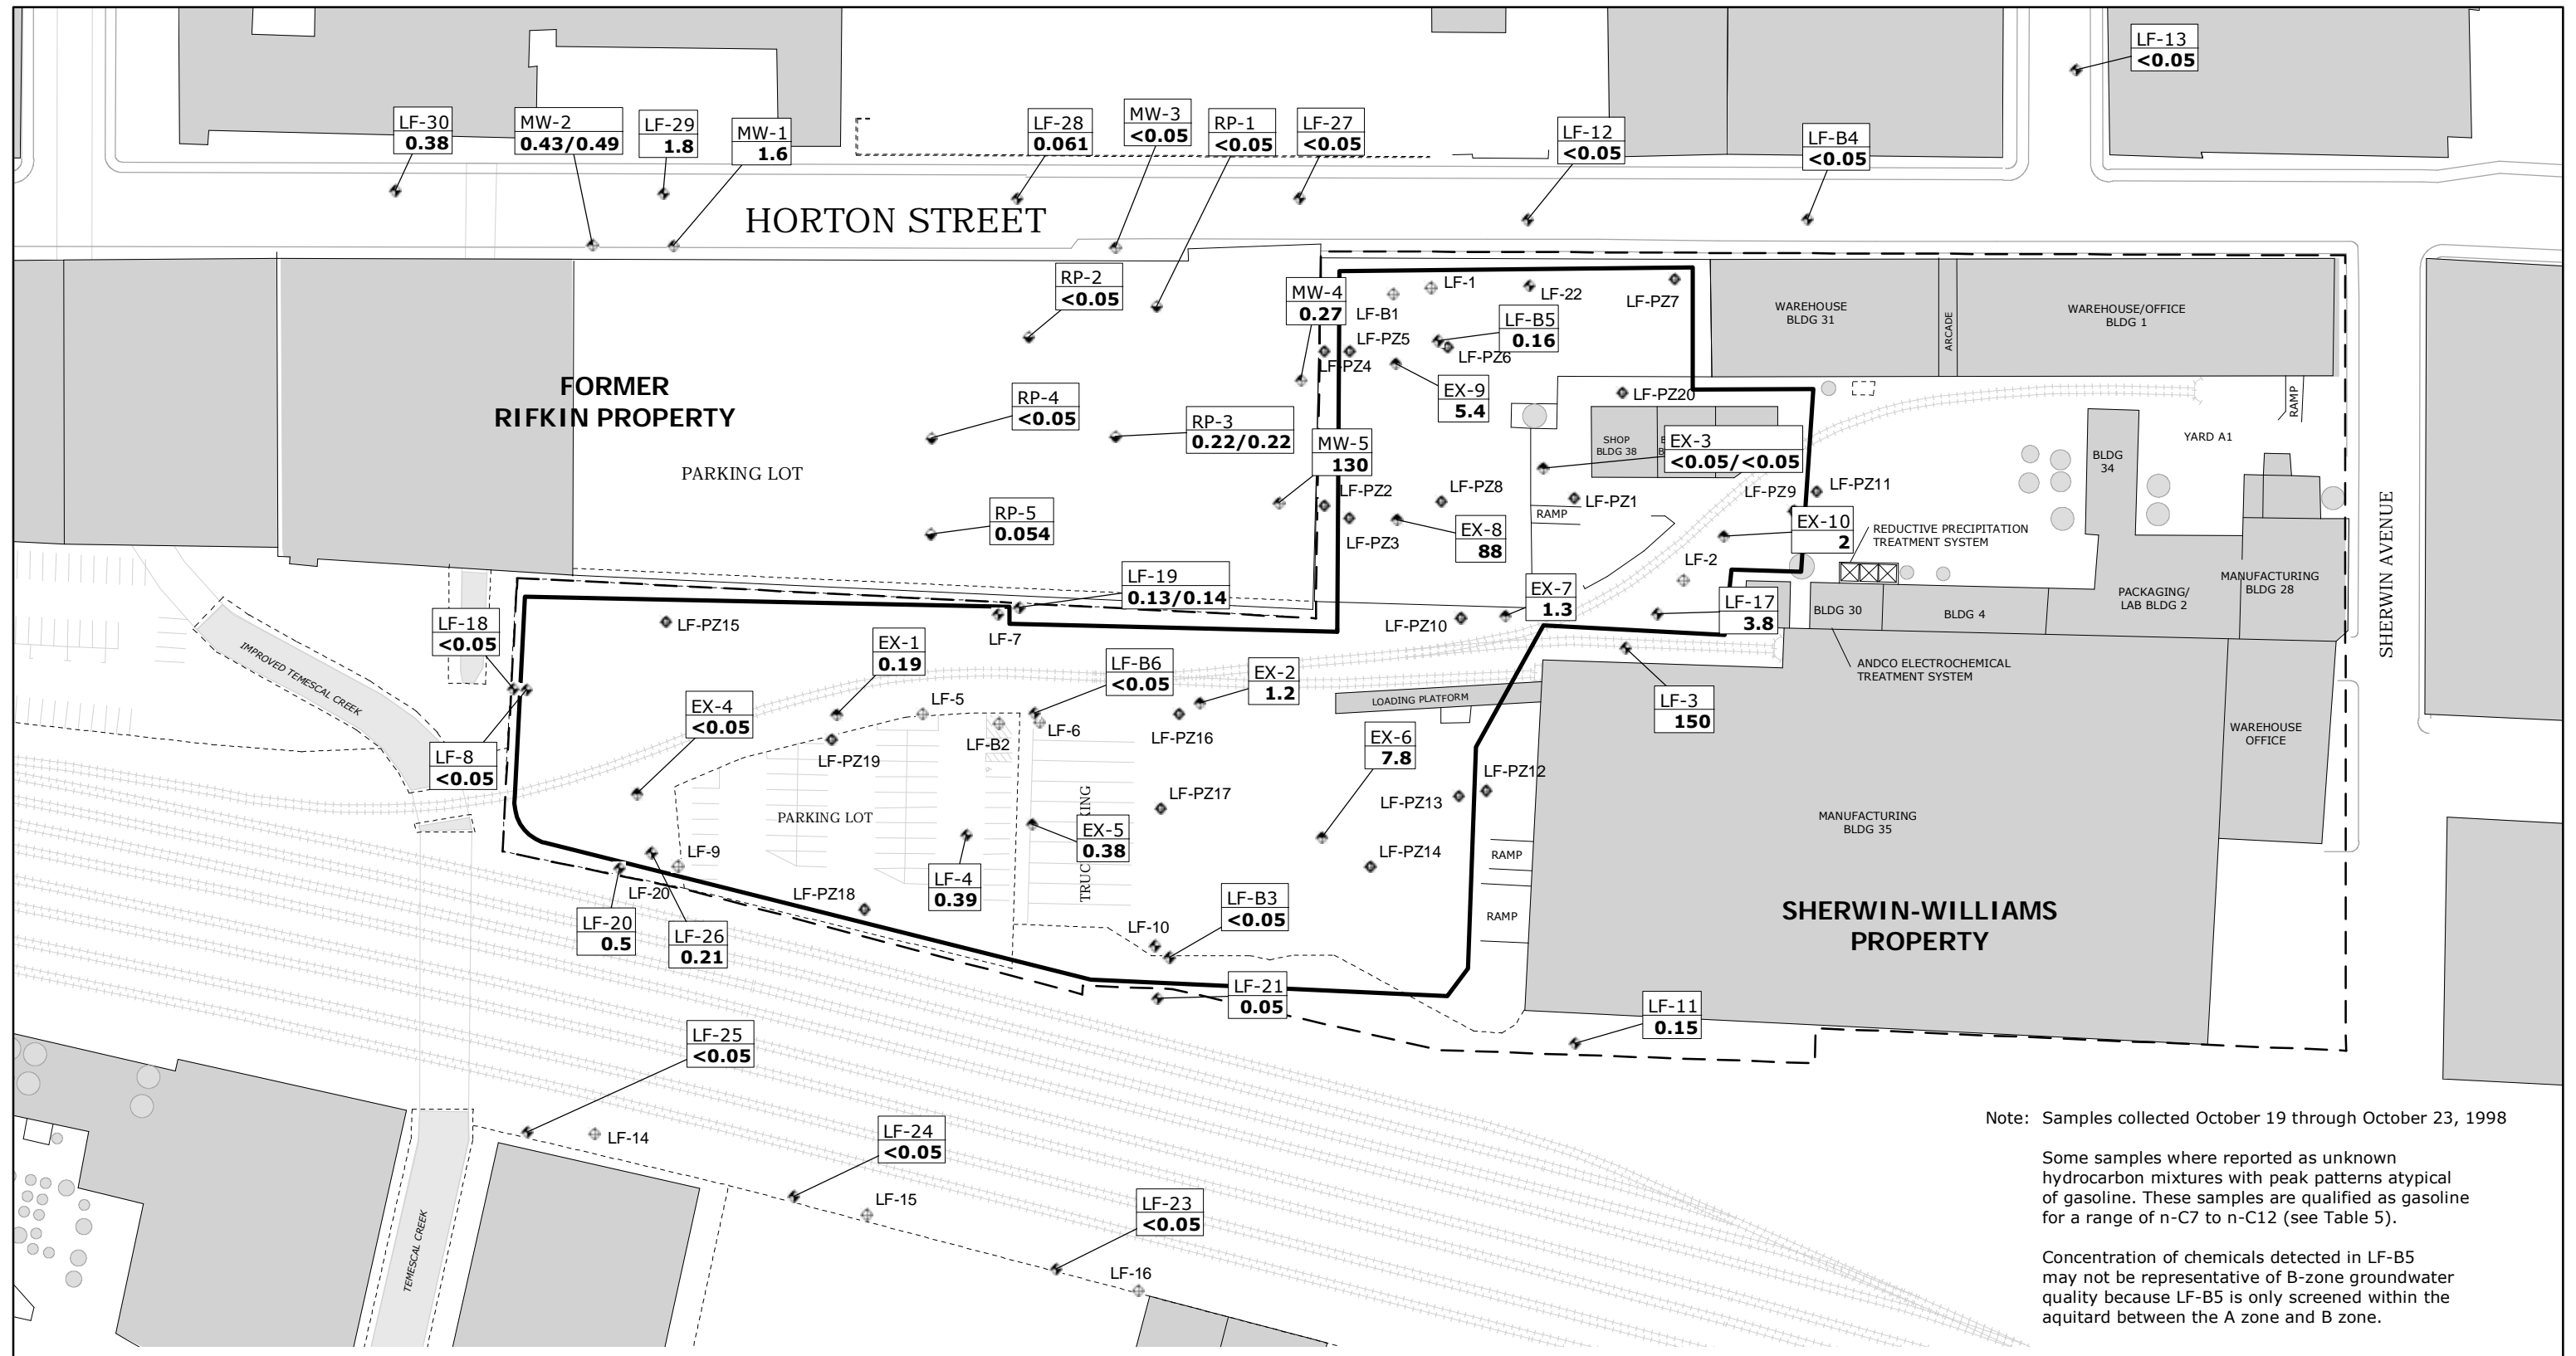 LF-13
<0.05
LF-30
0.38
MW-2
0.43/0.49
LF-29
1.8
MW-1
1.6
LF-28
0.061
MW-3
<0.05
RP-1
<0.05
LF-27
<0.05
LF-12
<0.05
LF-B4
<0.05
HORTON STREET
RP-2
<0.05
MW-4
0.27
LF-B1
LF-1
LF-22
LF-PZ7
LF-B5
0.16
LF-PZ5
LF-PZ6
LF-PZ4
WAREHOUSE
BLDG 31
ARCADE
WAREHOUSE/OFFICE
BLDG 1
FORMER
RIFKIN PROPERTY
RP-4
<0.05
RP-3
0.22/0.22
EX-9
5.4
LF-PZ20
RAMP
PARKING LOT
MW-5
130
SHOP
BLDG 38
EX-3
<0.05/<0.05
YARD A1
BLDG
34
RP-5
0.054
LF-PZ2
LF-PZ8
LF-PZ3
EX-8
88
LF-PZ1
RAMP
LF-PZ9
LF-PZ11
EX-10
2
REDUCTIVE PRECIPITATION
TREATMENT SYSTEM
SHERWIN AVENUE
LF-19
0.13/0.14
LF-2
EX-7
1.3
LF-PZ10
LF-17
3.8
BLDG 30
BLDG 4
PACKAGING/
LAB BLDG 2
MANUFACTURING
BLDG 28
LF-18
<0.05
LF-PZ15
LF-7
IMPROVED TEMESCAL CREEK
EX-1
0.19
LF-B6
<0.05
EX-2
1.2
ANDCO ELECTROCHEMICAL
TREATMENT SYSTEM
LF-3
150
LOADING PLATFORM
EX-4
<0.05
LF-5
LF-6
LF-B2
LF-PZ16
EX-6
7.8
WAREHOUSE
OFFICE
LF-8
<0.05
LF-PZ19
LF-PZ12
LF-PZ13
LF-PZ17
PARKING LOT
EX-5
0.38
MANUFACTURING
BLDG 35
LF-9
LF-20
LF-PZ18
LF-4
0.39
LF-PZ14
RAMP
RAMP
LF-20
0.5
LF-26
0.21
LF-B3
<0.05
LF-10
SHERWIN-WILLIAMS
PROPERTY
LF-21
0.05
LF-11
0.15
LF-25
<0.05
LF-14
LF-24
<0.05
LF-15
LF-23
<0.05
LF-16
TEMESCAL CREEK
Note: Samples collected October 19 through October 23, 1998
Some samples where reported as unknown
hydrocarbon mixtures with peak patterns atypical
of gasoline. These samples are qualified as gasoline
for a range of n-C7 to n-C12 (see Table 5).
Concentration of chemicals detected in LF-B5
may not be representative of B-zone groundwater
quality because LF-B5 is only screened within the
aquitard between the A zone and B zone.